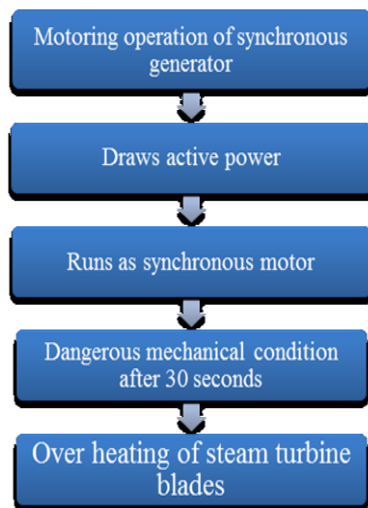 Motoring operation of synchronous
generator
Draws active power
Runs as synchronous motor
Dangerous mechanical condition
after 30 seconds
Over heating of steam turbine
blades